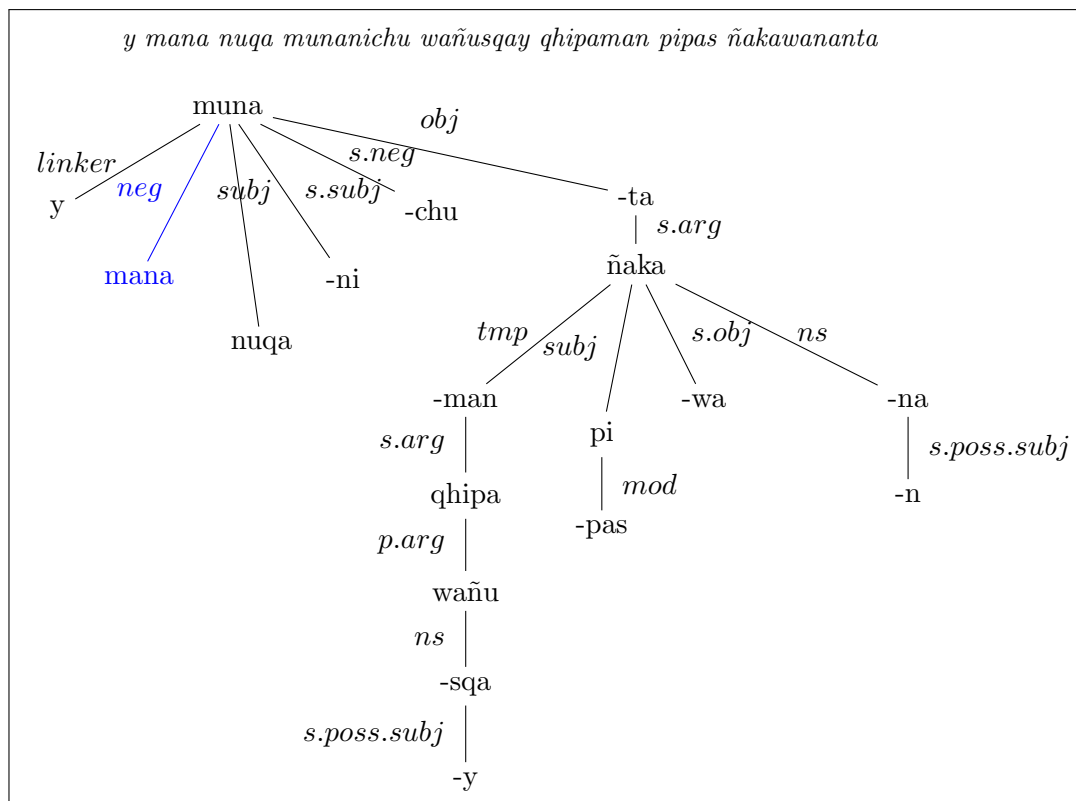 y mana nuqa munanichu wañusqay qhipaman pipas ñakawananta
muna
obj
linker
neg
subj
s.subj
s.neg
y
-chu
-ta
s.arg
mana
-ni
ñaka
nuqa
tmp
subj
s.obj
ns
-man
pi
-wa
-na
s.arg
mod
s.poss.subj
qhipa
-pas
-n
p.arg
wañu
ns
-sqa
s.poss.subj
-y